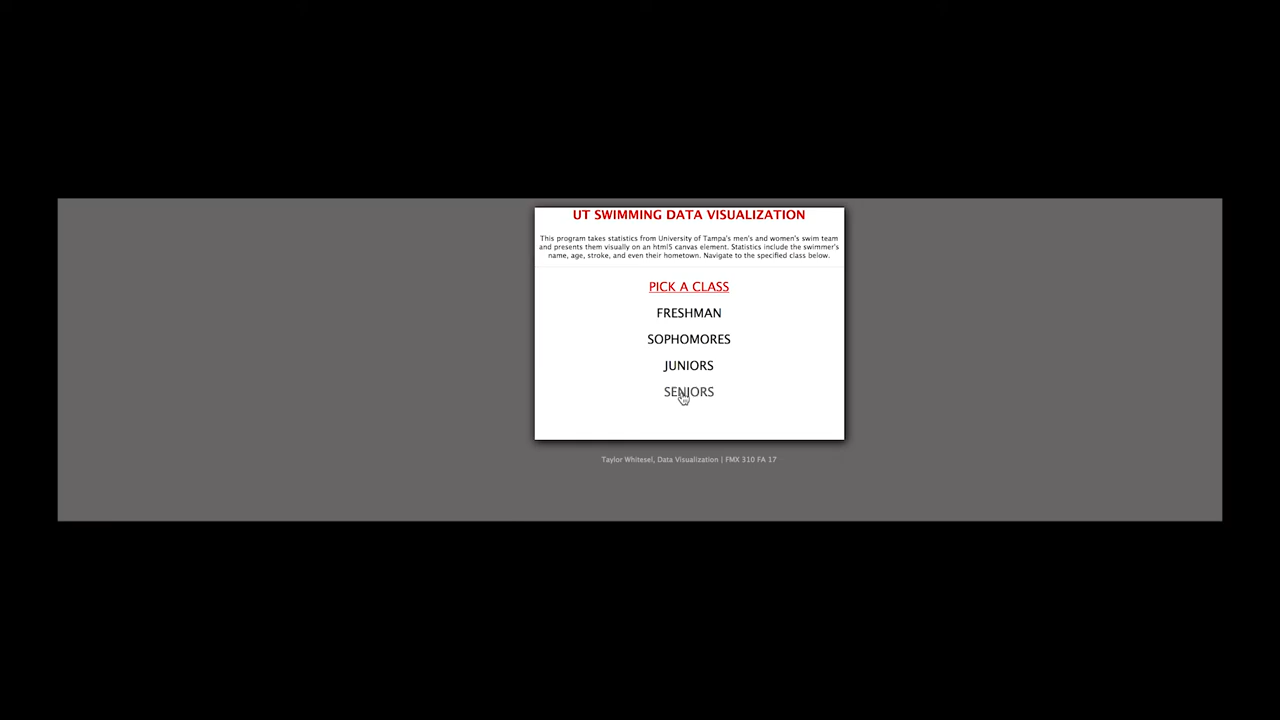 UT SWIMMING DATA VISUALIZATION
This program takes statistics from University of Tampa's men's and women's swim team
and presents them visually on an html5 canvas element. Statistics include the swimmer's
name, age, stroke, and even their hometown. Navigate to the specified class below.
PICK A CLASS
FRESHMAN
SOPHOMORES
JUNIORS
SENIORS
Taylor Whitesel, Data Visualization | FMX 310 FA 17